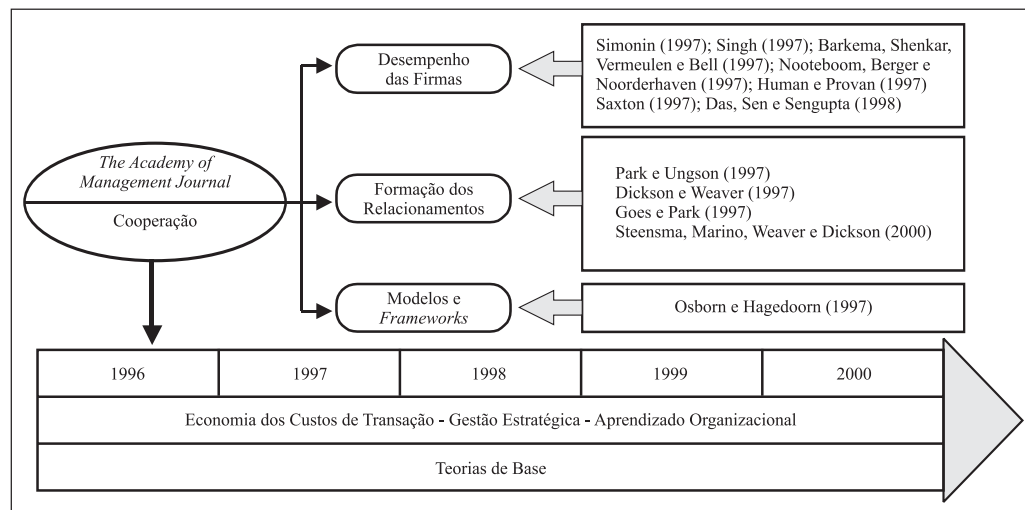 The Academy of
Management Journal
Cooperação
Desempenho
das Firmas
Simonin (1997); Singh (1997); Barkema, Shenkar,
Vermeulen e Bell (1997); Nooteboom, Berger e
Noorderhaven (1997); Human e Provan (1997)
Saxton (1997); Das, Sen e Sengupta (1998)
Formação dos
Relacionamentos
Park e Ungson (1997)
Dickson e Weaver (1997)
Goes e Park (1997)
Steensma, Marino, Weaver e Dickson (2000)
Modelos e
Frameworks
Osborn e Hagedoorn (1997)
1996 1997 1998 1999 2000
Economia dos Custos de Transação - Gestão Estratégica - Aprendizado Organizacional
Teorias de Base